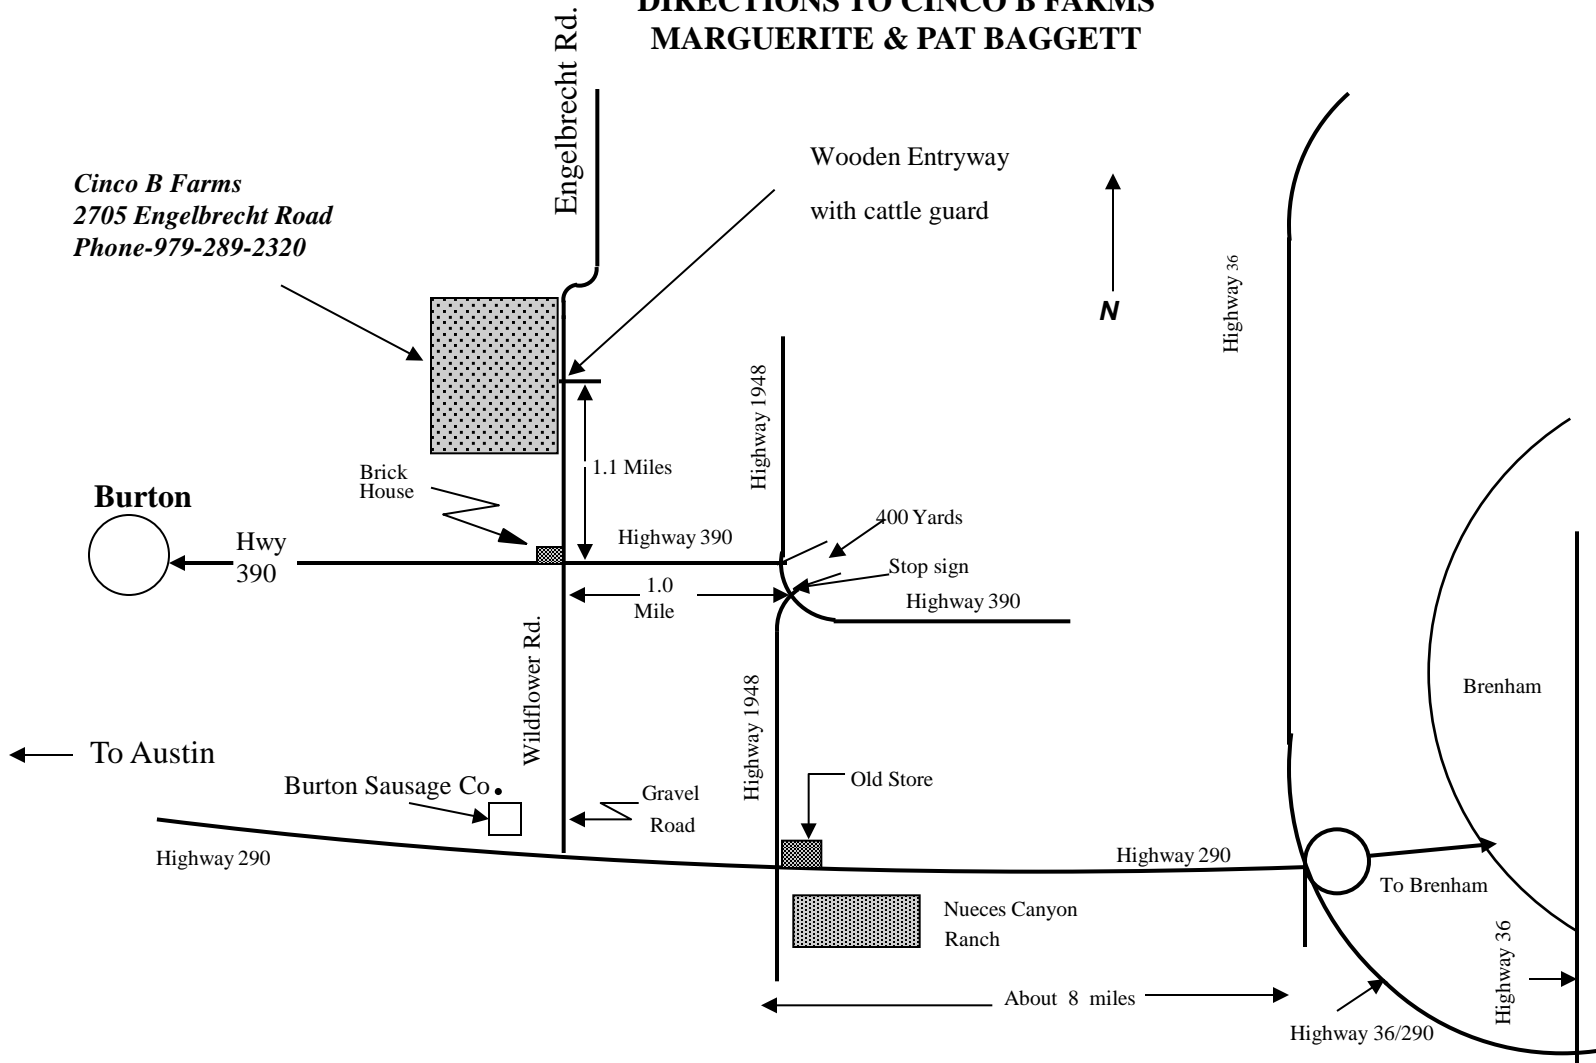 DIRECTIONS TO CINCO B FARMS
MARGUERITE & PAT BAGGETT
Engelbrecht Rd.
Wooden Entryway
with cattle guard
Cinco B Farms
2705 Engelbrecht Road
Phone-979-289-2320
N
Highway 36
Highway 1948
1.1 Miles
Brick
House
Burton
Hwy
390
Highway 390
400 Yards
Stop sign
1.0
Mile
Highway 390
Wildflower Rd.
Highway 1948
Brenham
To Austin
Burton Sausage Co.
Gravel
Road
Old Store
Highway 290
Highway 290
To Brenham
Nueces Canyon
Ranch
Highway 36
About 8 miles
Highway 36/290